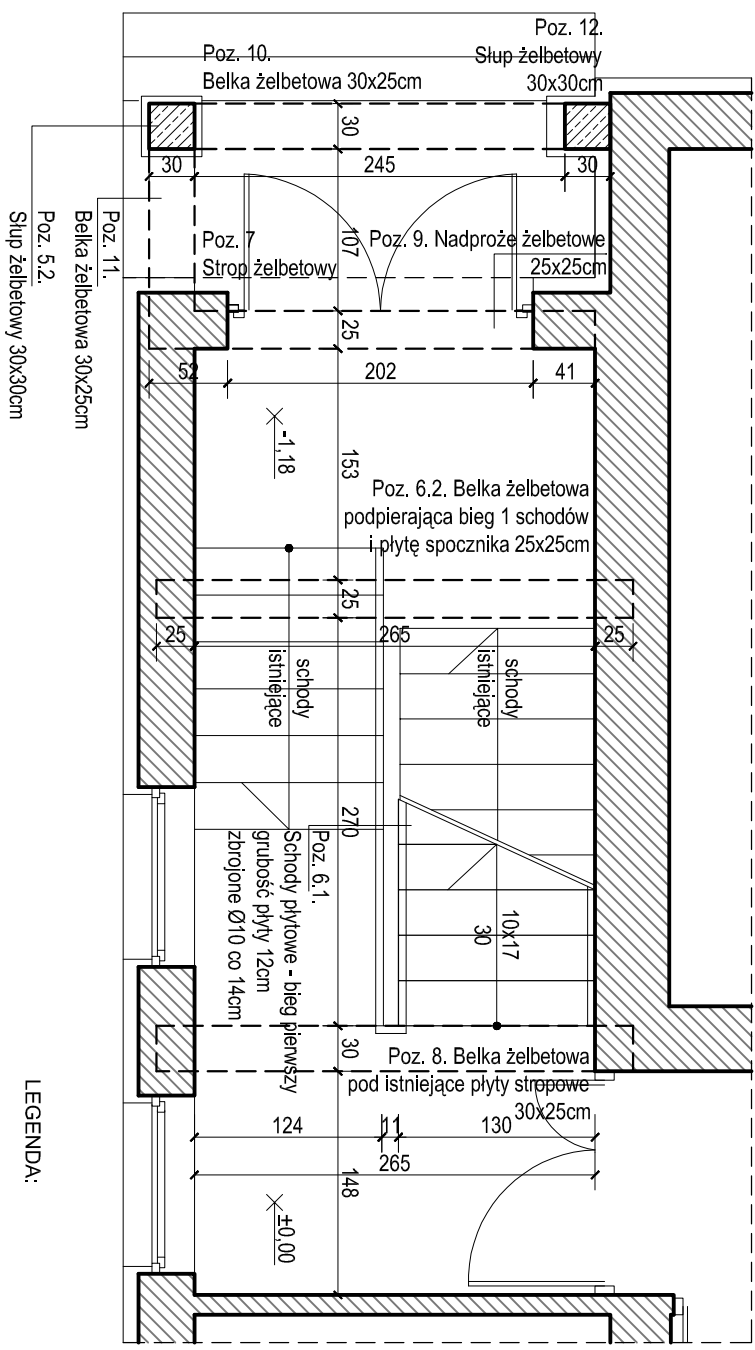 Poz. 12.
Słup żelbetowy
30x30cm
Poz. 10.
Belka żelbetowa 30x25cm
30
30
245
30
107
Poz. 7
Strop żelbetowy
Poz. 9. Nadproże żelbetowe
25x25cm
Poz. 11.
Belka żelbetowa 30x25cm
Poz. 5.2.
Słup żelbetowy 30x30cm
25
52
202
41
-1,18
153
Poz. 6.2. Belka żelbetowa
podpierająca bieg 1 schodów
i płytę spocznika 25x25cm
25
25
265
25
schody
istniejące
schody
istniejące
270
Poz. 6.1.
Schody płytowe - bieg pierwszy
grubość płyty 12cm
zbrojone Ø10 co 14cm
10x17
30
30
Poz. 8. Belka żelbetowa
pod istniejące płyty stropowe
30x25cm
124
11
130
265
148
±0,00
LEGENDA: